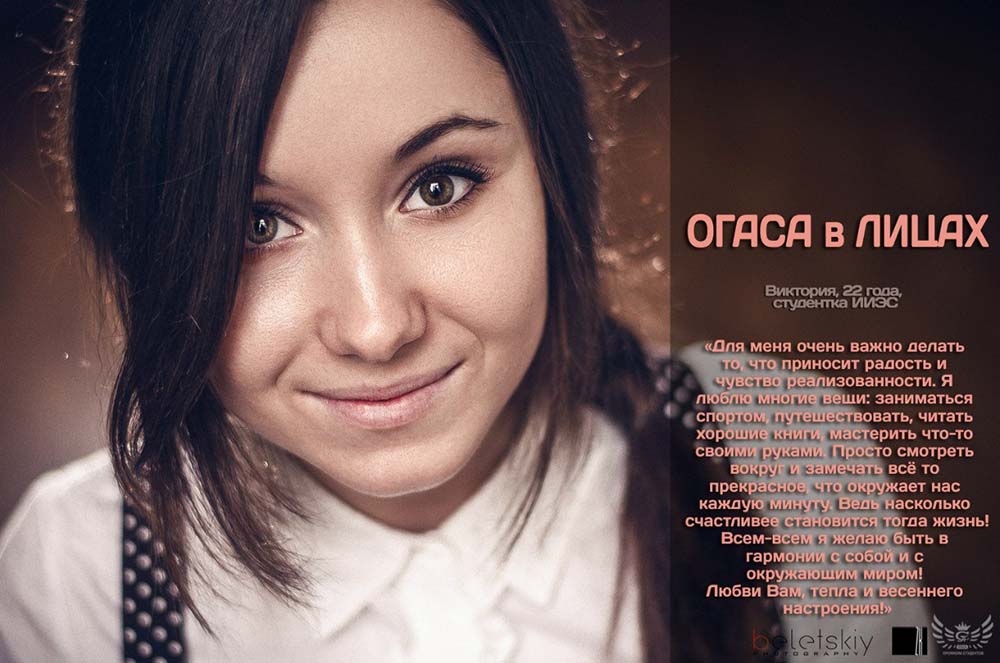 ОГАСА в ЛИЦАХ
Виктория, 22 года,
студентка ИИЭС
«Для меня очень важно делать
то, что приносит радость и
чувство реализованности. Я
люблю многие вещи: заниматься
спортом, путешествовать, читать
хорошие книги, мастерить что-то
своими руками. Просто смотреть
вокруг и замечать всё то
прекрасное, что окружает нас
каждую минуту. Ведь насколько
счастливее становится тогда жизнь!
Всем-всем я желаю быть в
гармонии с собой и с
окружающим миром!
Любви Вам, тепла и весеннего
настроения!»
beletskiy
PHOTOGRAPHY
ПРОФКОМ СТУДЕНТОВ